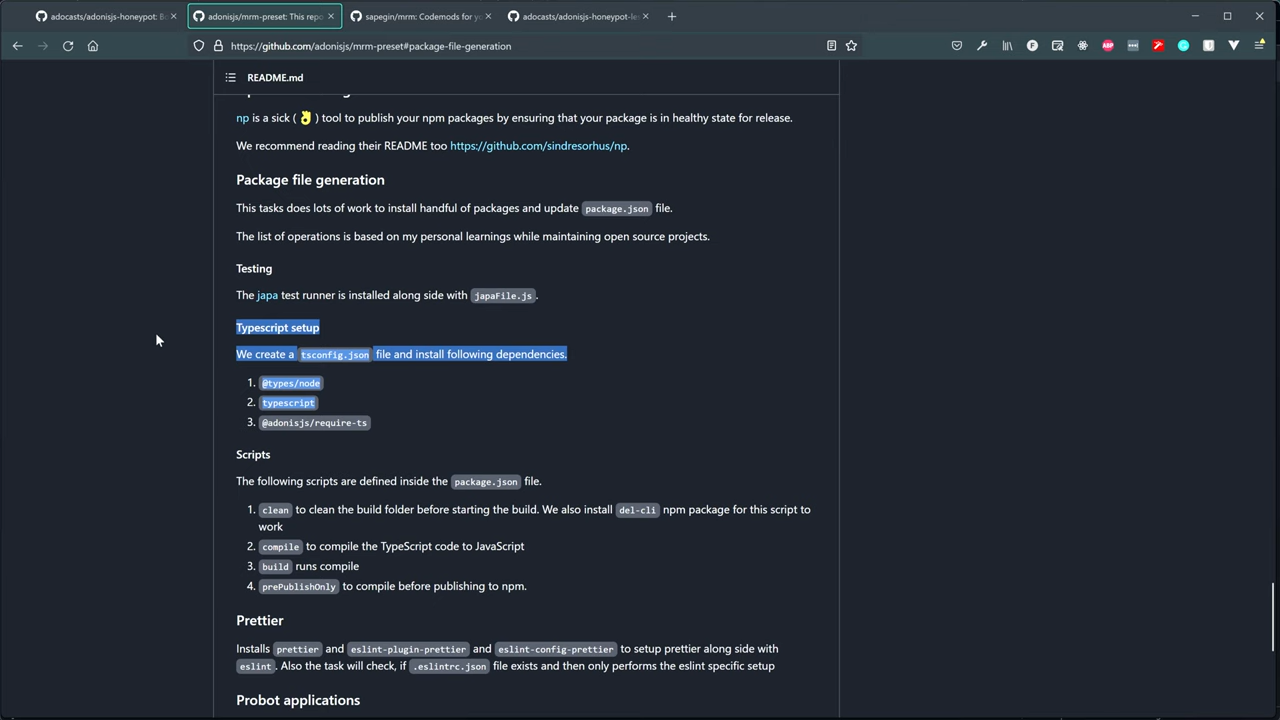 adocasts/adonisjs-honeypot: B
adonisjs/mrm-preset: This repo
sapegin/mrm: Codemods for yo
adocasts/adonisjs-honeypot-le
https://github.com/adonisjs/mrm-preset#package-file-generation
README.md
np is a sick ( 👌 ) tool to publish your npm packages by ensuring that your package is in healthy state for release.
We recommend reading their README too https://github.com/sindresorhus/np.
Package file generation
This tasks does lots of work to install handful of packages and update package.json file.
The list of operations is based on my personal learnings while maintaining open source projects.
Testing
The japa test runner is installed along side with japaFile.js.
Typescript setup
We create a tsconfig.json file and install following dependencies.
1. @types/node
2. typescript
3. @adonisjs/require-ts
Scripts
The following scripts are defined inside the package.json file.
1. clean to clean the build folder before starting the build. We also install del-cli npm package for this script to
work
2. compile to compile the TypeScript code to JavaScript
3. build runs compile
4. prePublishOnly to compile before publishing to npm.
Prettier
Installs prettier and eslint-plugin-prettier and eslint-config-prettier to setup prettier along side with
eslint. Also the task will check, if .eslintrc.json file exists and then only performs the eslint specific setup
Probot applications